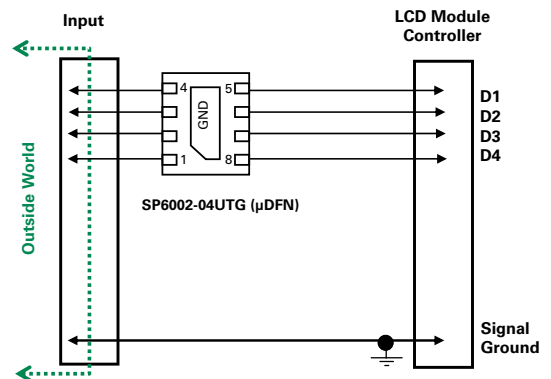 Input
LCD Module
Controller
4
5
GND
1
8
D1
D2
D3
D4
SP6002-04UTG (µDFN)
Outside World
Signal
Ground